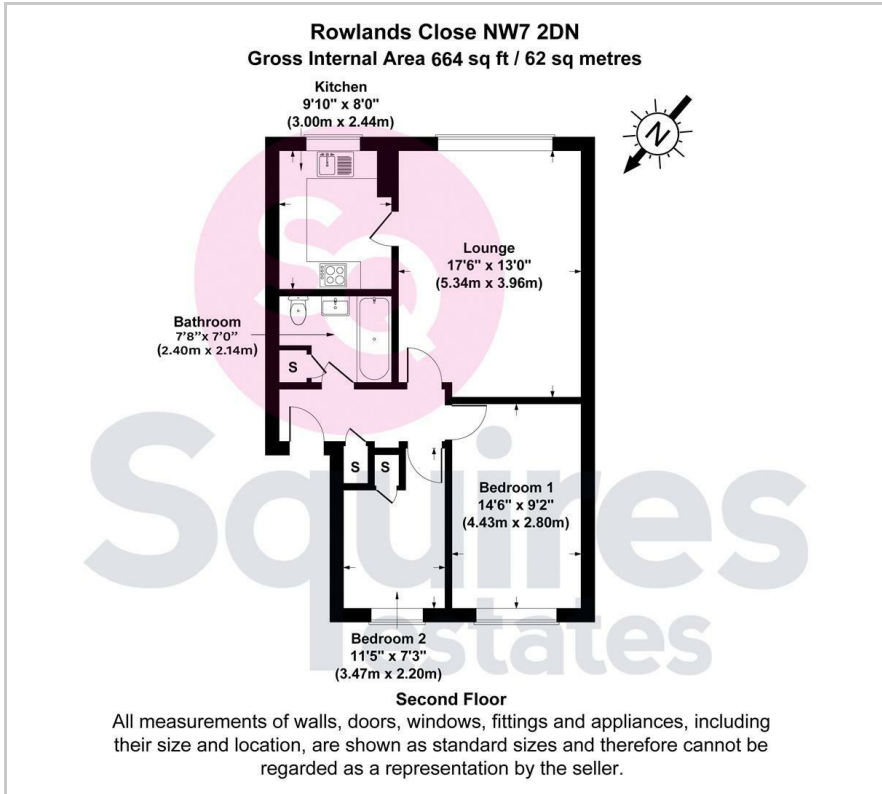 Rowlands Close NW7 2DN
Gross Internal Area 664 sq ft / 62 sq metres
Kitchen
9'10" x 8'0"
(3.00m x 2.44m)
N
Lounge
17'6" x 13'0"
(5.34m x 3.96m)
SQ
Bathroom
7'8"x 7'0"
(2.40m x 2.14m)
S
S
S
Bedroom 1
14'6" x 9'2"
(4.43m x 2.80m)
Squires
estates
Bedroom 2
11'5" x 7'3"
(3.47m x 2.20m)
Second Floor
All measurements of walls, doors, windows, fittings and appliances, including
their size and location, are shown as standard sizes and therefore cannot be
regarded as a representation by the seller.